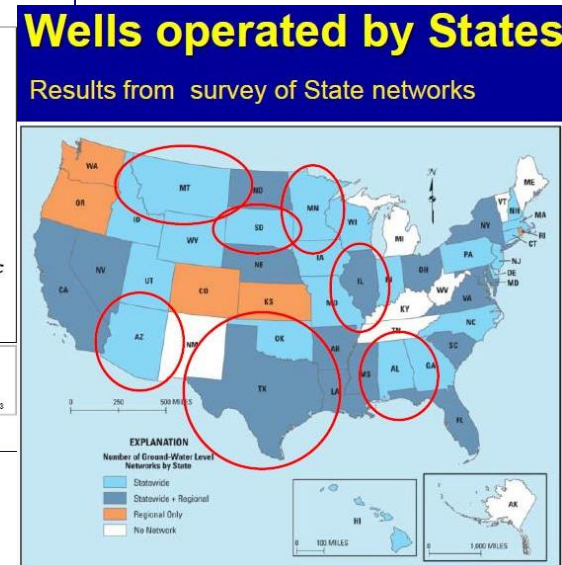 Wells operated by States
Results from survey of State networks
WA
OR
CA
NV
ID
MT
WY
UT
AZ
CO
NM
ND
SD
NE
KS
OK
TX
MN
IA
MO
AR
LA
WI
IL
MI
IN
OH
KY
TN
MS
AL
GA
FL
SC
NC
VA
WV
PA
NY
VT
NH
ME
MA
RI
CT
NJ
DE
MD
N
0 250 500 MILES
EXPLANATION
Number of Ground-Water Level
Networks by State
Statewide
Statewide + Regional
Regional Only
No Network
HI
0 100 MILES
AK
0 1,000 MILES